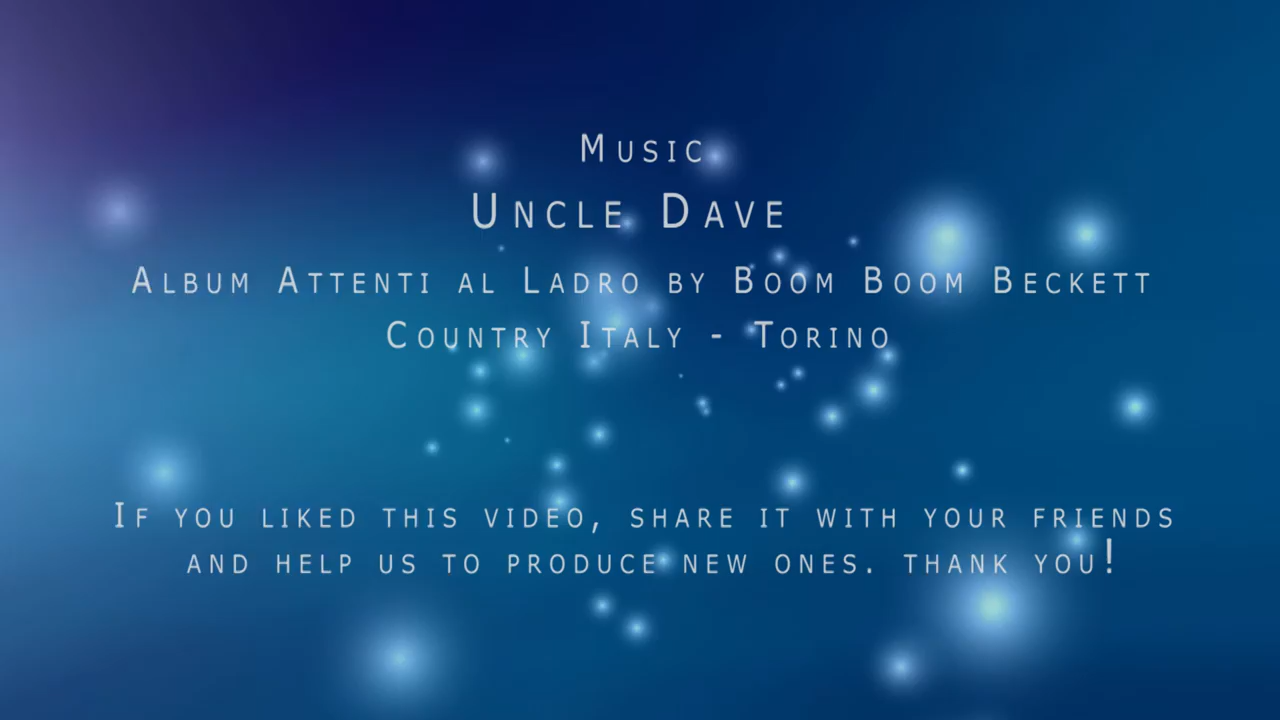 Music
Uncle Dave
Album Attenti al Ladro by Boom Boom Beckett
Country Italy - Torino
If you liked this video, share it with your friends
and help us to produce new ones. thank you!